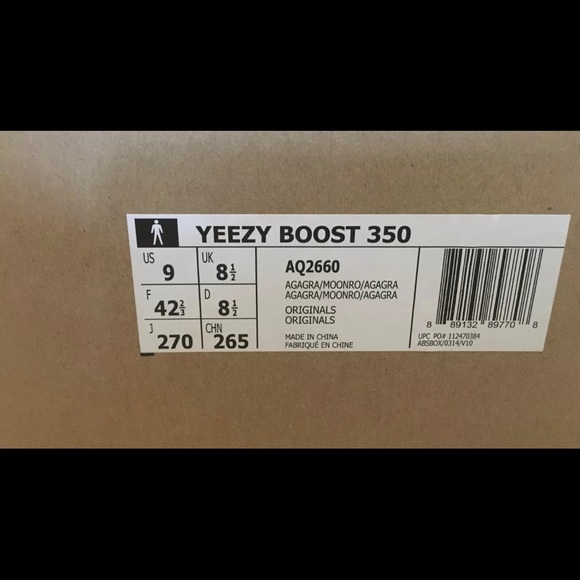 YEEZY BOOST 350
US 9 UK 8½
F 42⅔ D 8½
J 270 CHN 265
AQ2660
AGAGRA/MOONRO/AGAGRA
AGAGRA/MOONRO/AGAGRA
ORIGINALS
ORIGINALS
MADE IN CHINA
FABRIQUÉ EN CHINE
8 89132 89770 8
UPC PO# 112470384
ABSBOX/0314/V10